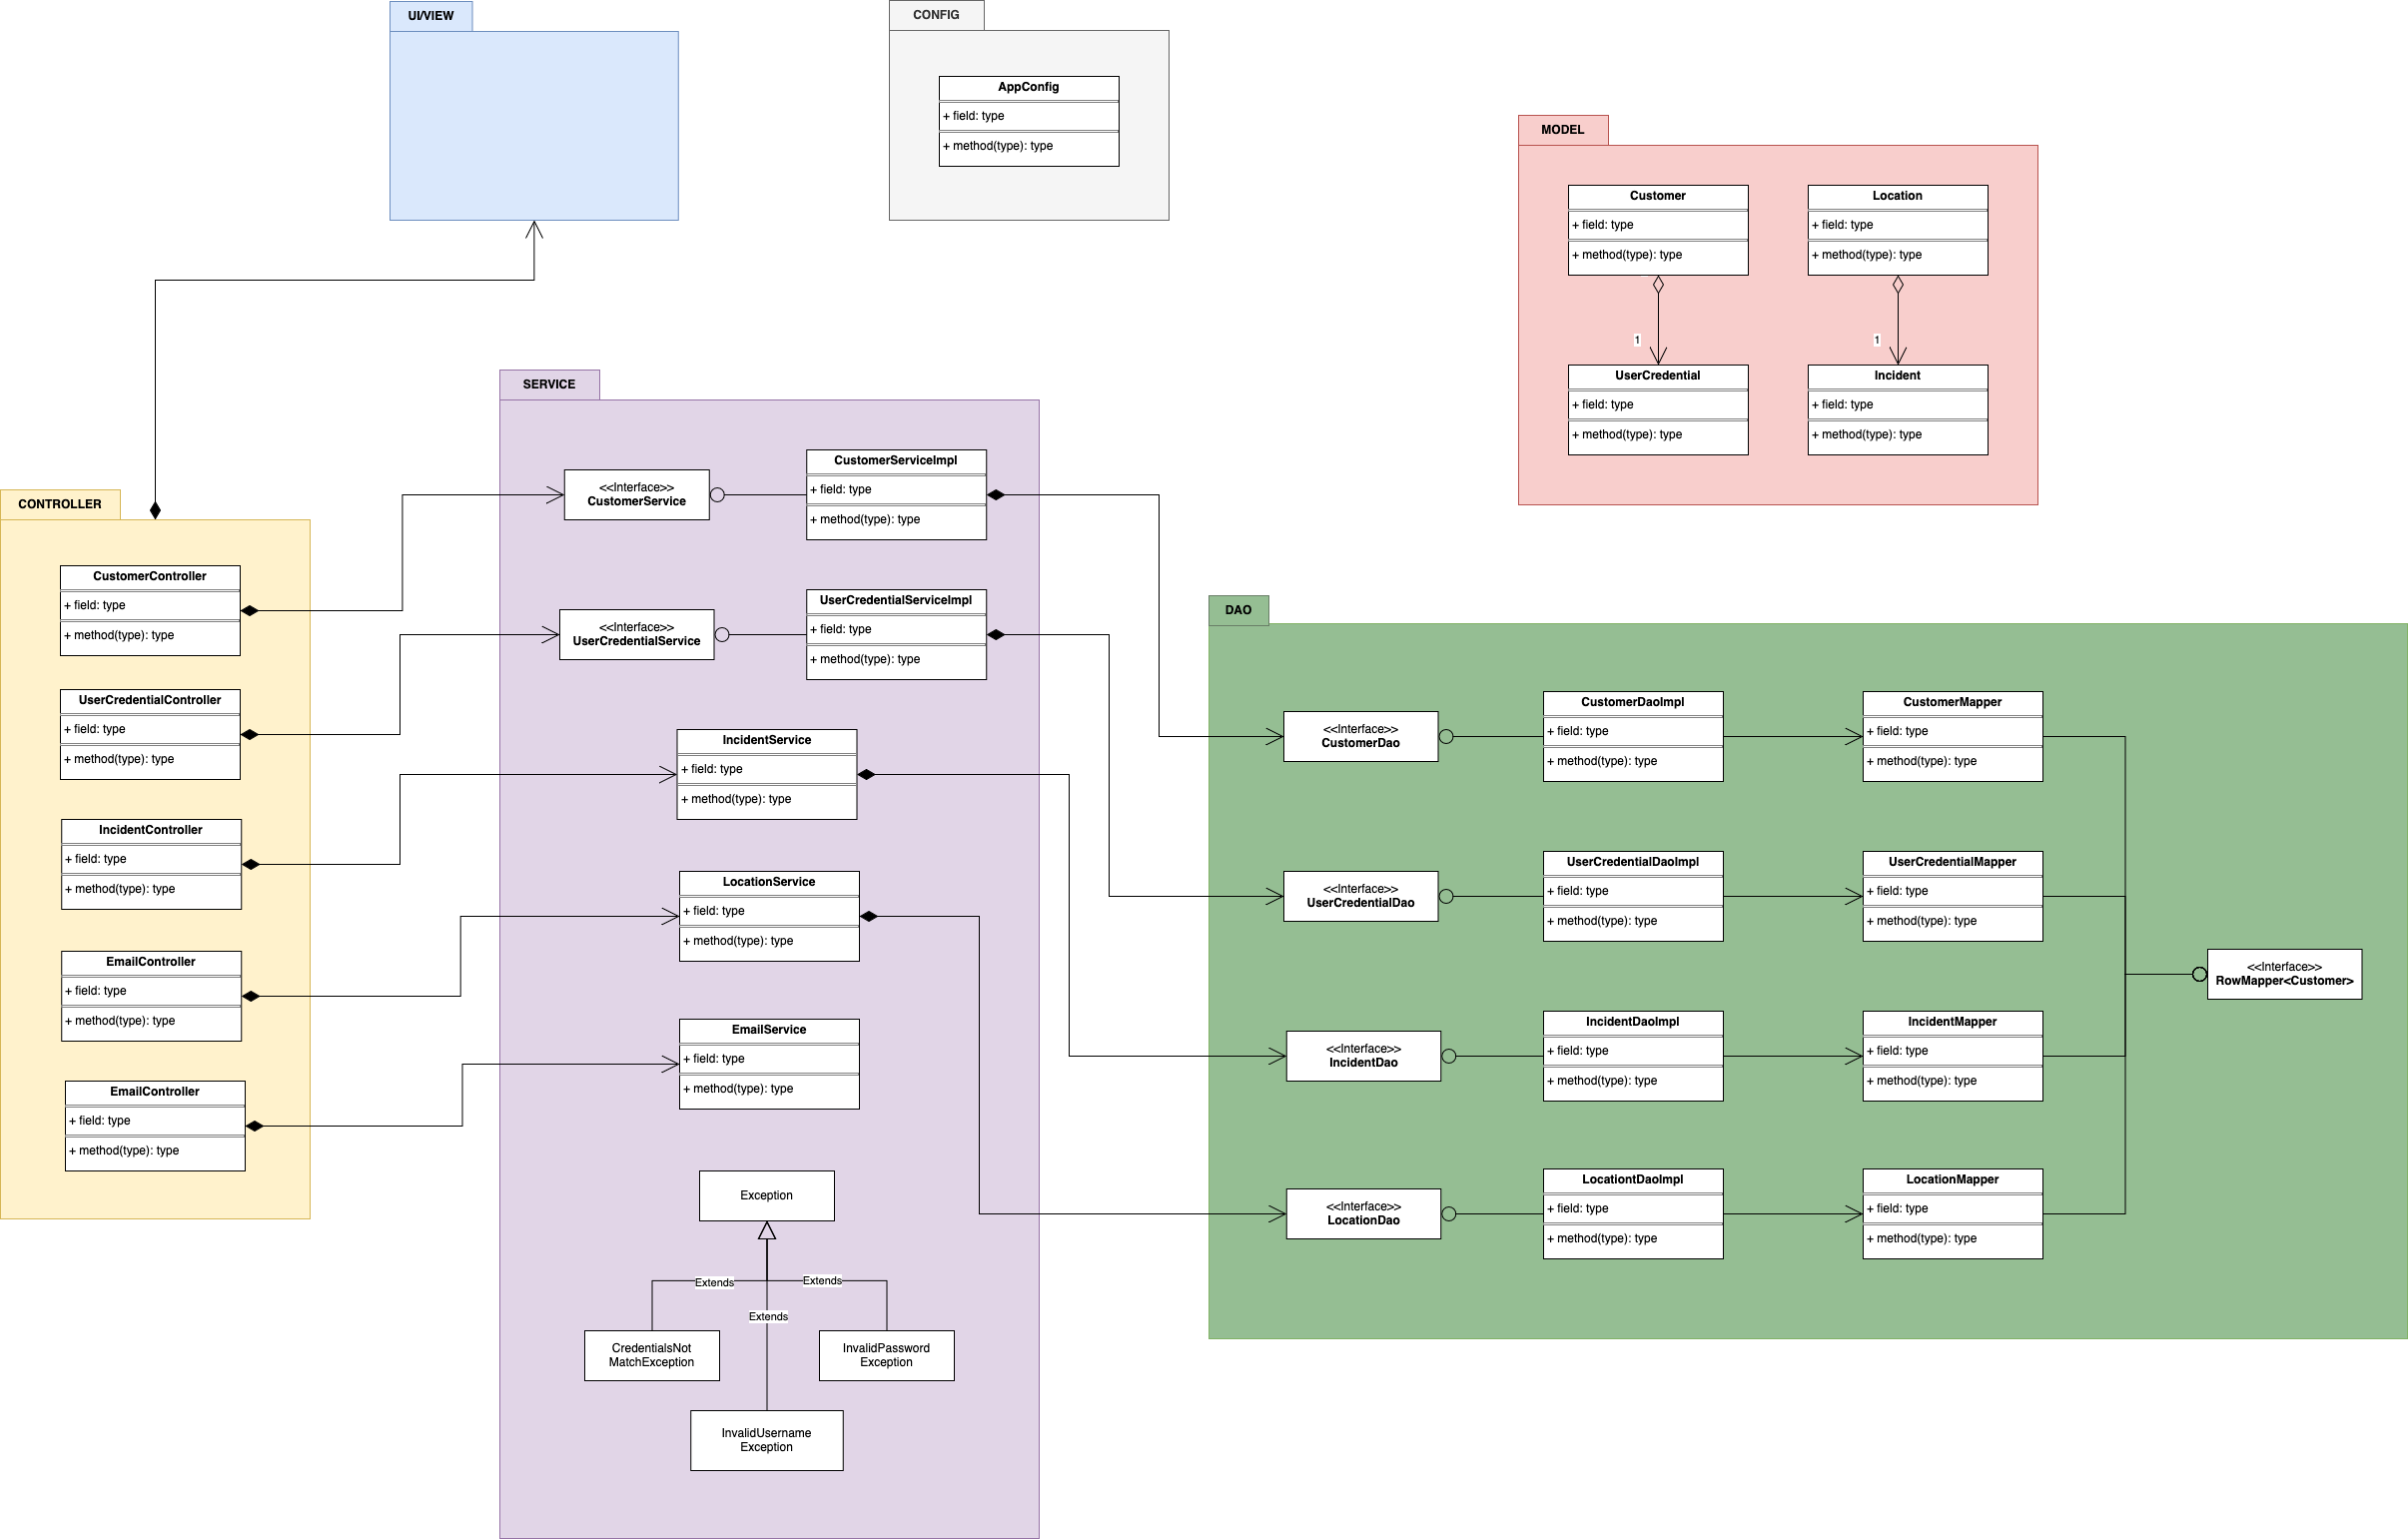 UI/VIEW
CONFIG
AppConfig
+ field: type
+ method(type): type
MODEL
Customer
+ field: type
+ method(type): type
Location
+ field: type
+ method(type): type
1
1
UserCredential
+ field: type
+ method(type): type
Incident
+ field: type
+ method(type): type
CONTROLLER
CustomerController
+ field: type
+ method(type): type
UserCredentialController
+ field: type
+ method(type): type
IncidentController
+ field: type
+ method(type): type
EmailController
+ field: type
+ method(type): type
EmailController
+ field: type
+ method(type): type
SERVICE
<<Interface>>
CustomerService
CustomerServiceImpl
+ field: type
+ method(type): type
<<Interface>>
UserCredentialService
UserCredentialServiceImpl
+ field: type
+ method(type): type
IncidentService
+ field: type
+ method(type): type
LocationService
+ field: type
+ method(type): type
EmailService
+ field: type
+ method(type): type
Exception
Extends
Extends
Extends
CredentialsNot
MatchException
InvalidPassword
Exception
InvalidUsername
Exception
DAO
<<Interface>>
CustomerDao
CustomerDaoImpl
+ field: type
+ method(type): type
CustomerMapper
+ field: type
+ method(type): type
<<Interface>>
UserCredentialDao
UserCredentialDaoImpl
+ field: type
+ method(type): type
UserCredentialMapper
+ field: type
+ method(type): type
<<Interface>>
RowMapper<Customer>
<<Interface>>
IncidentDao
IncidentDaoImpl
+ field: type
+ method(type): type
IncidentMapper
+ field: type
+ method(type): type
<<Interface>>
LocationDao
LocationtDaoImpl
+ field: type
+ method(type): type
LocationMapper
+ field: type
+ method(type): type